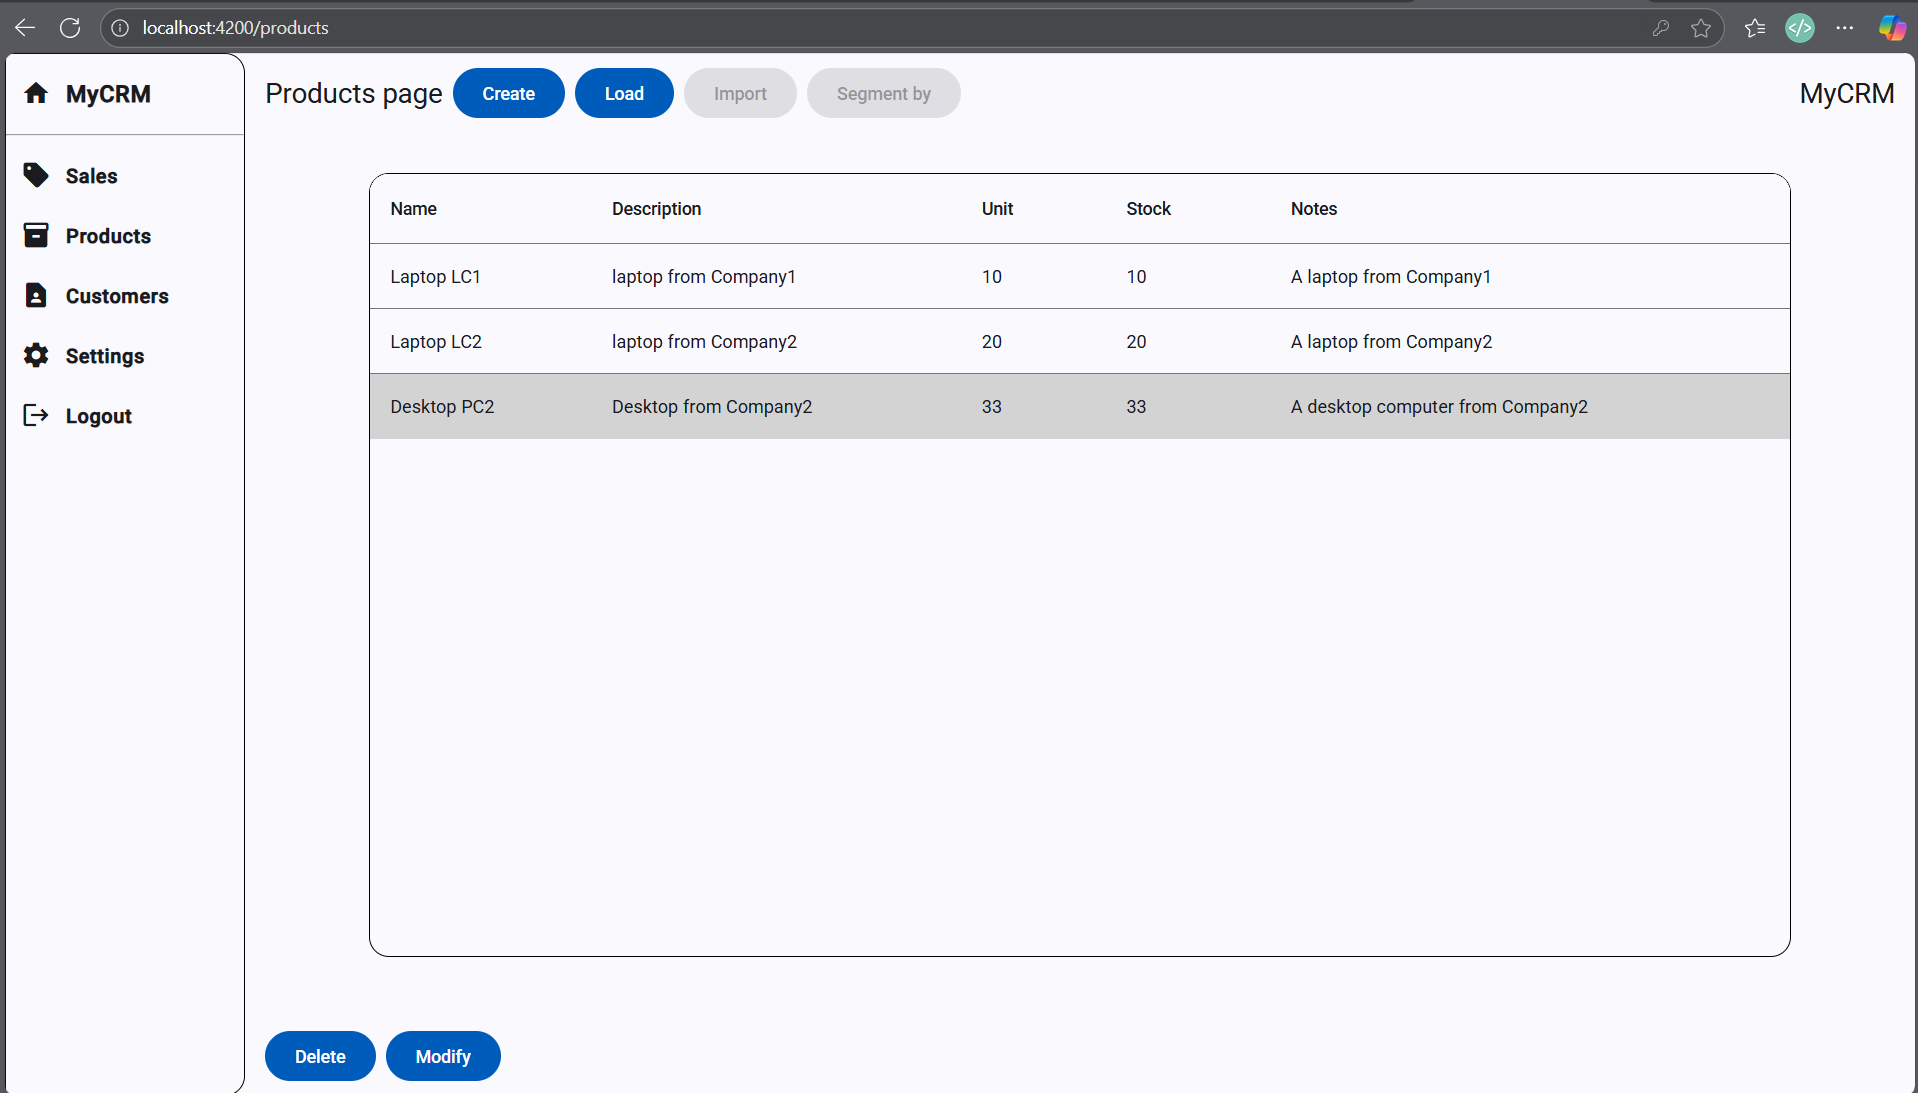 localhost:4200/products
MyCRM
Products page Create Load Import Segment by MyCRM
Sales
Products
Customers
Settings
Logout
Name Description Unit Stock Notes
Laptop LC1 laptop from Company1 10 10 A laptop from Company1
Laptop LC2 laptop from Company2 20 20 A laptop from Company2
Desktop PC2 Desktop from Company2 33 33 A desktop computer from Company2
Delete Modify